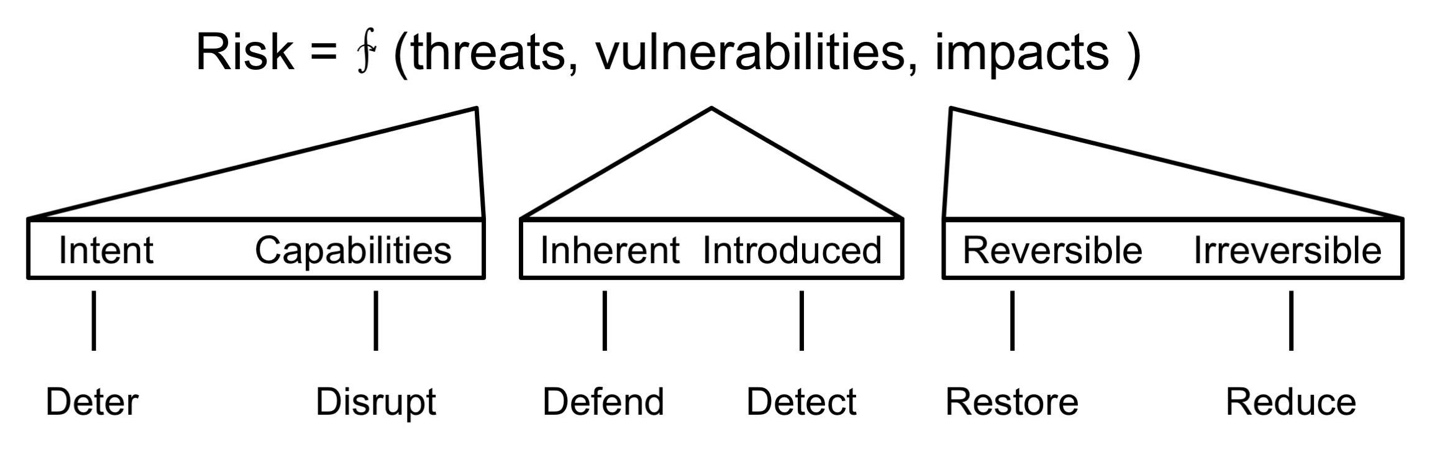 Risk = ⨍ (threats, vulnerabilities, impacts )
Intent Capabilities Inherent Introduced Reversible Irreversible
Deter Disrupt Defend Detect Restore Reduce